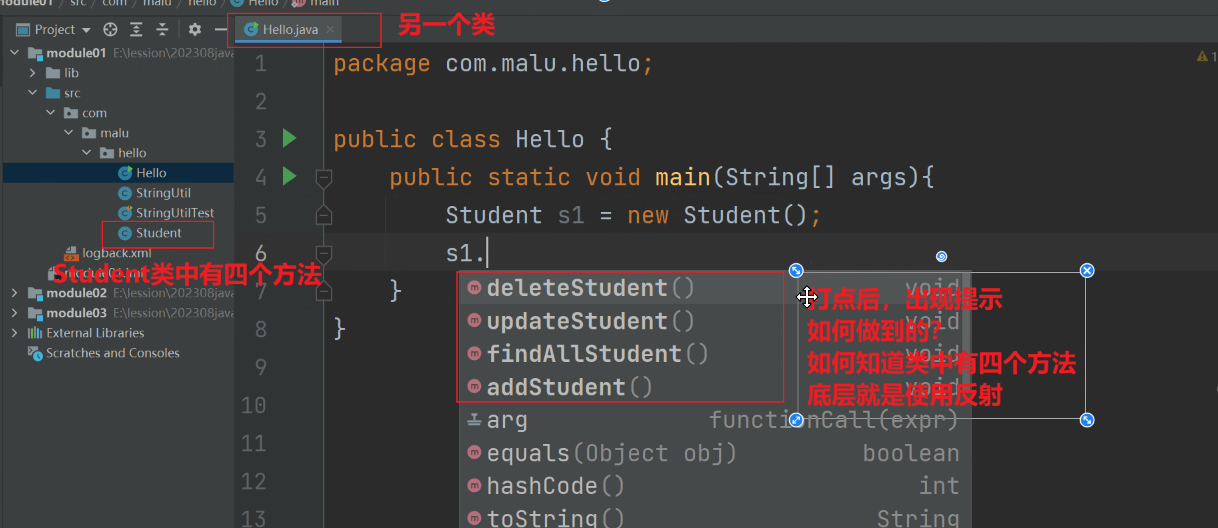 module01 / src / com / malu / hello / Hello / main
Project
Hello.java
另一个类
module01 E:\lession\202308java
lib
src
com
malu
hello
Hello
StringUtil
StringUtilTest
Student
logback.xml
Student类中有四个方法
module02 E:\lession\202308java
module03 E:\lession\202308java
External Libraries
Scratches and Consoles
1 package com.malu.hello;
2
3 public class Hello {
4 public static void main(String[] args){
5 Student s1 = new Student();
6 s1.
7 }
8 }
9
10
11
12
13
1
deleteStudent() void
updateStudent() void
findAllStudent() void
addStudent() void
arg functionCall(expr)
equals(Object obj) boolean
hashCode() int
toString() String
打点后，出现提示
如何做到的？
如何知道类中有四个方法
底层就是使用反射